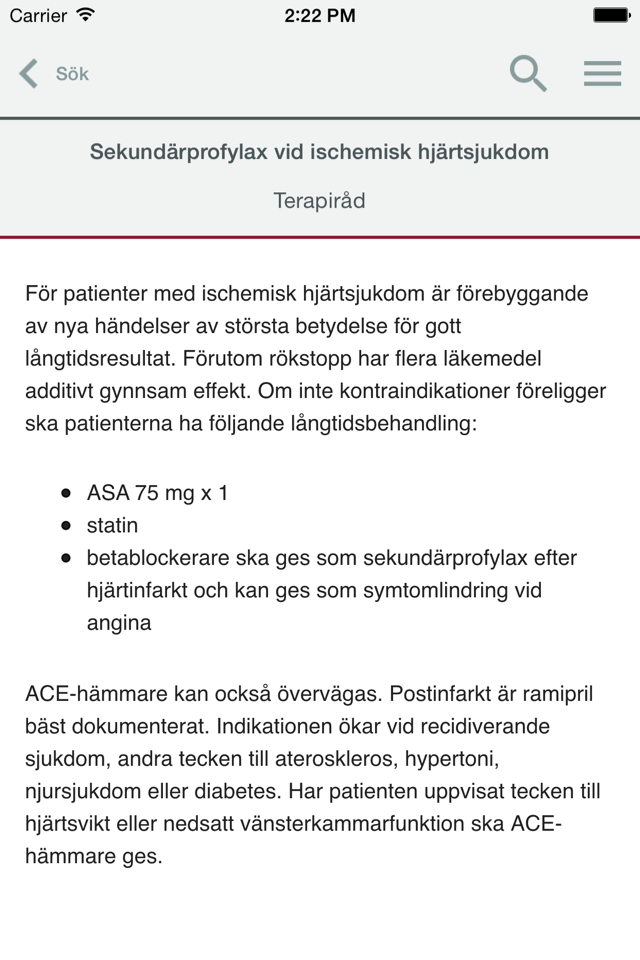 Carrier 2:22 PM
Sök
Sekundärprofylax vid ischemisk hjärtsjukdom
Terapiråd
För patienter med ischemisk hjärtsjukdom är förebyggande
av nya händelser av största betydelse för gott
långtidsresultat. Förutom rökstopp har flera läkemedel
additivt gynnsam effekt. Om inte kontraindikationer föreligger
ska patienterna ha följande långtidsbehandling:
• ASA 75 mg x 1
• statin
• betablockerare ska ges som sekundärprofylax efter
hjärtinfarkt och kan ges som symtomlindring vid
angina
ACE-hämmare kan också övervägas. Postinfarkt är ramipril
bäst dokumenterat. Indikationen ökar vid recidiverande
sjukdom, andra tecken till ateroskleros, hypertoni,
njursjukdom eller diabetes. Har patienten uppvisat tecken till
hjärtsvikt eller nedsatt vänsterkammarfunktion ska ACE-
hämmare ges.